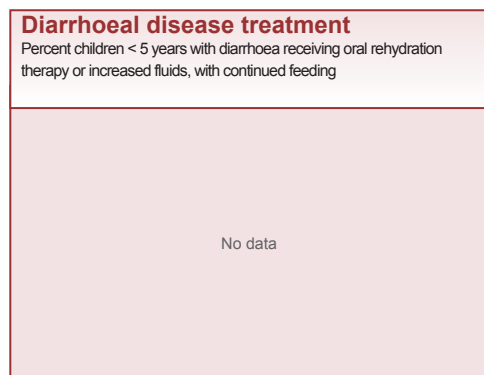 Diarrhoeal disease treatment
Percent children < 5 years with diarrhoea receiving oral rehydration
therapy or increased fluids, with continued feeding
No data